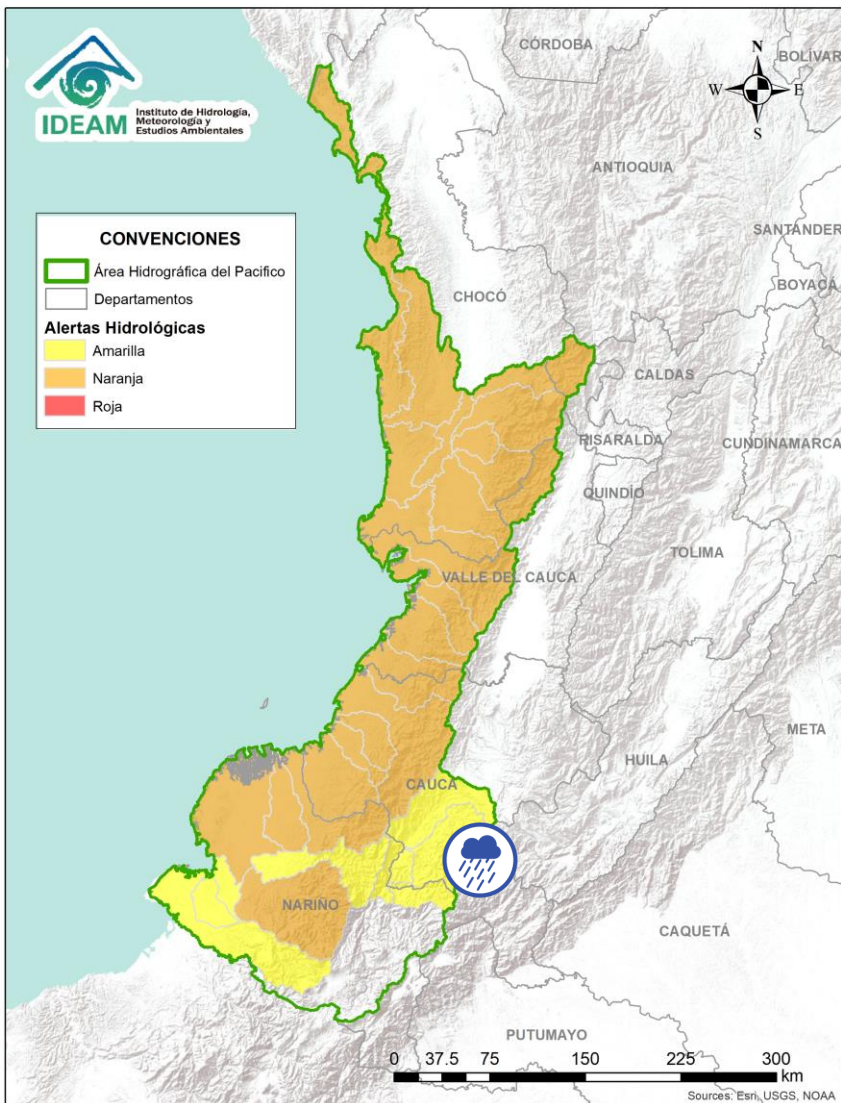 IDEAM
Instituto de Hidrología,
Meteorología y
Estudios Ambientales
CÓRDOBA
BOLÍVAR
N
W
E
S
ANTIOQUIA
SANTANDER
BOYACÁ
CONVENCIONES
Área Hidrográfica del Pacifico
Departamentos
Alertas Hidrológicas
Amarilla
Naranja
Roja
CHOCÓ
CALDAS
RISARALDA
CUNDINAMARCA
QUINDÍO
TOLIMA
VALLE DEL CAUCA
META
HUILA
CAUCA
NARIÑO
CAQUETÁ
PUTUMAYO
0 37.5 75 150 225 300
km
Sources: Esri, USGS, NOAA